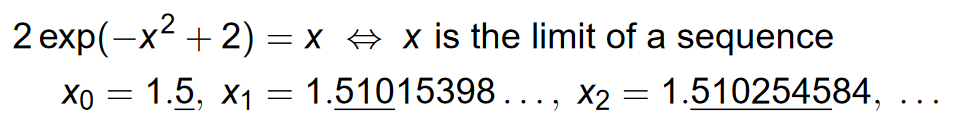 2 exp(−x² + 2) = x ⇔ x is the limit of a sequence
x₀ = 1.5, x₁ = 1.51015398…, x₂ = 1.510254584, …